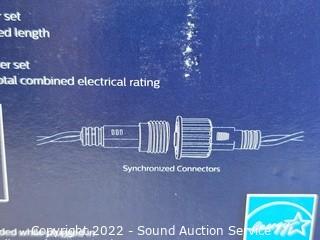 set
ed length
er set
otal combined electrical rating
Synchronized Connectors
Copyright 2022 - Sound Auction Service